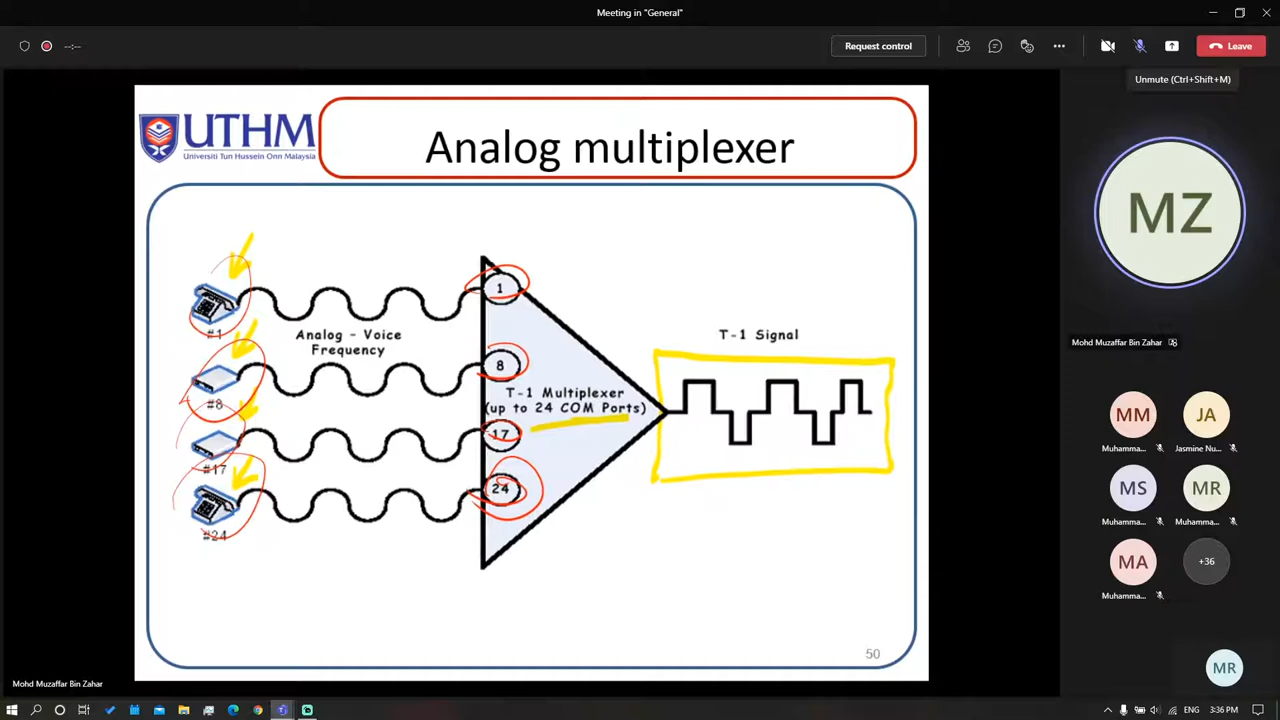 Meeting in "General"
--:--
Request control
Leave
Unmute (Ctrl+Shift+M)
UTHM
Universiti Tun Hussein Onn Malaysia
Analog multiplexer
#1
Analog - Voice
Frequency
#8
#17
#24
1
8
T-1 Multiplexer
(up to 24 COM Ports)
17
24
T-1 Signal
50
MZ
Mohd Muzaffar Bin Zahar
MM
JA
Muhamma...
Jasmine Nu...
MS
MR
Muhamma...
Muhamma...
MA
+36
Muhamma...
MR
Mohd Muzaffar Bin Zahar
ENG
3:36 PM